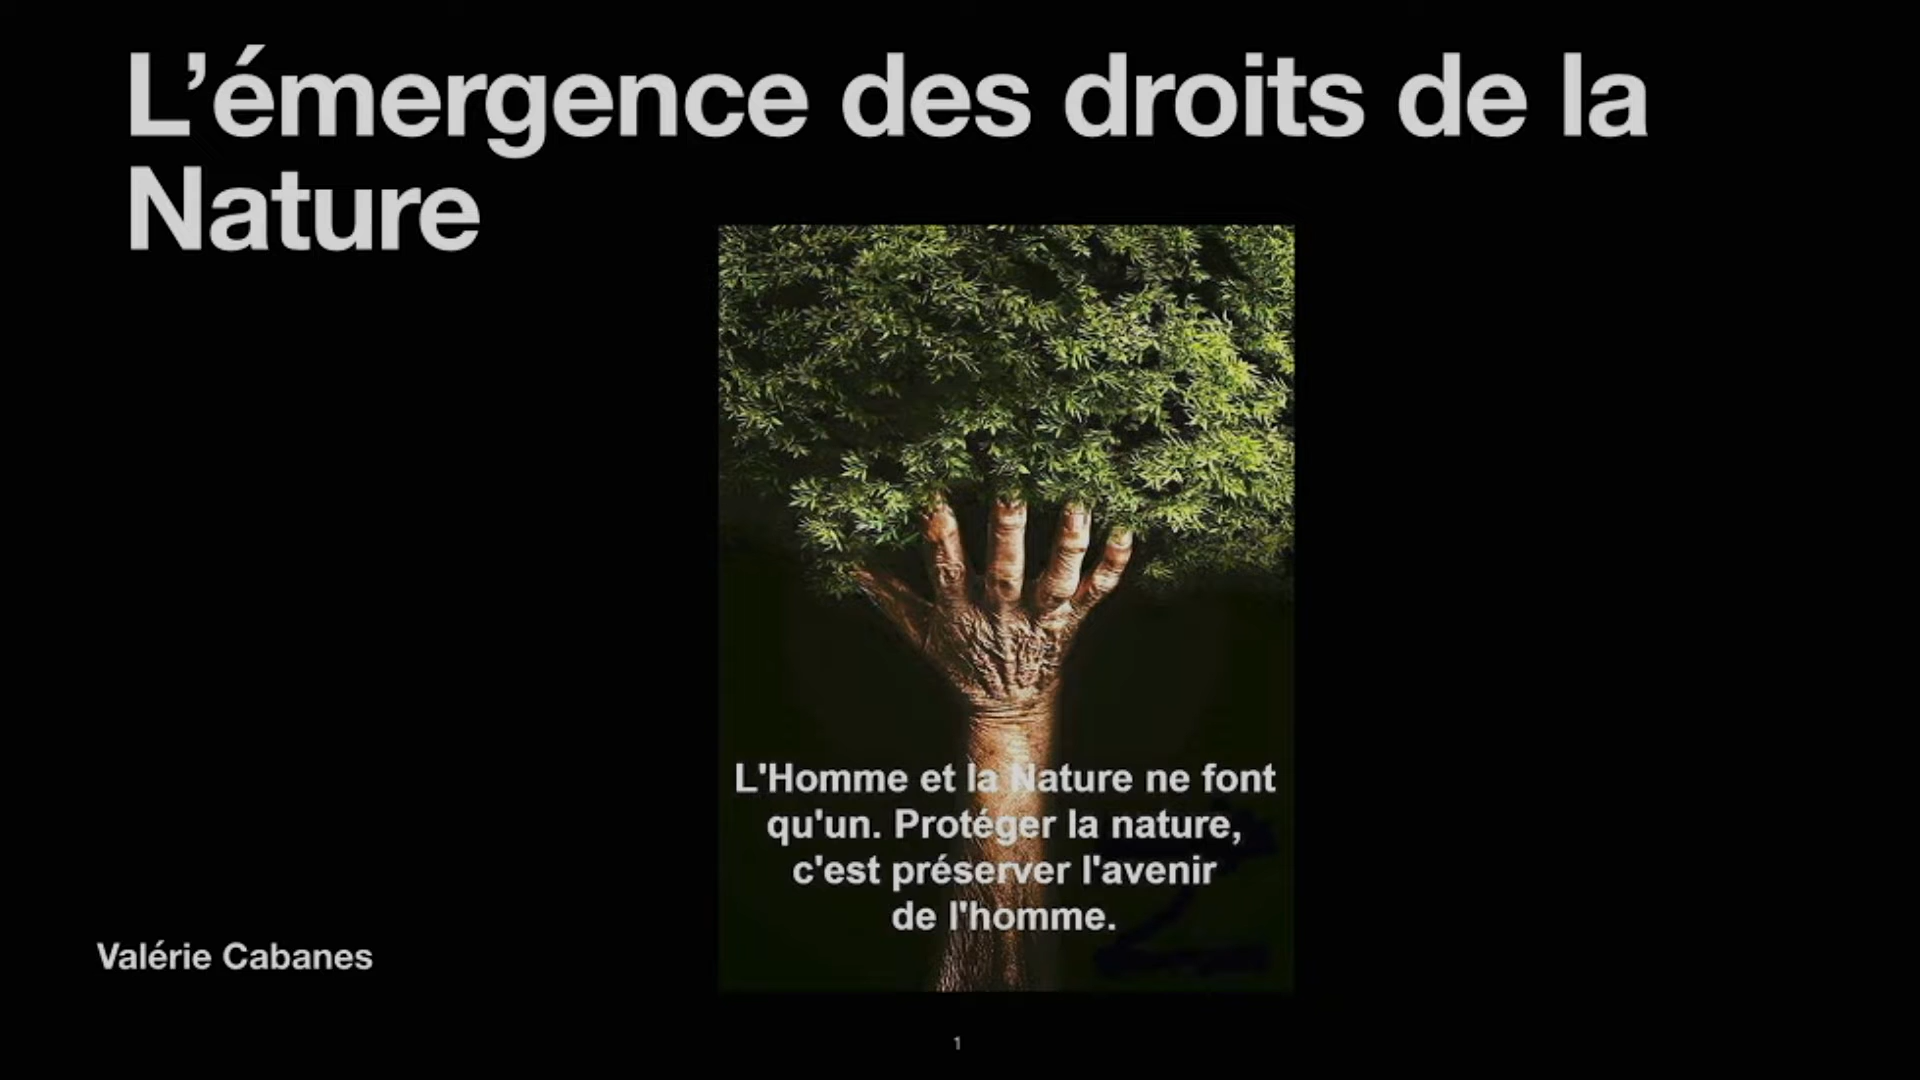 L’émergence des droits de la
Nature
L'Homme et la Nature ne font
qu'un. Protéger la nature,
c'est préserver l'avenir
de l'homme.
Valérie Cabanes
1